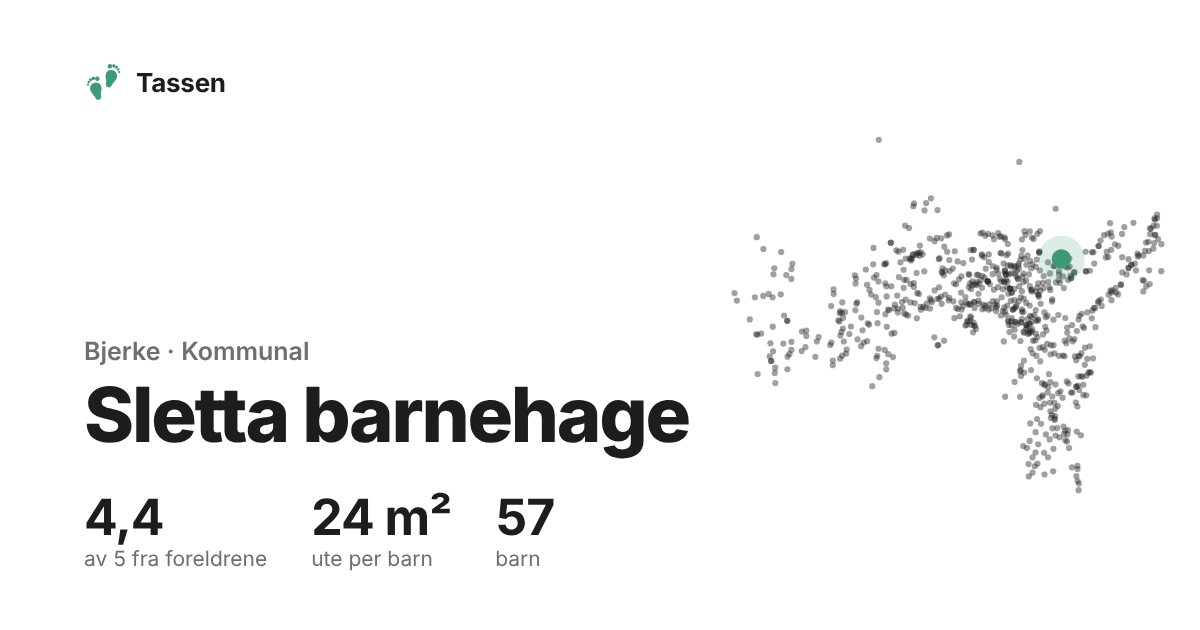 Tassen
Bjerke · Kommunal
Sletta barnehage
4,4
av 5 fra foreldrene
24 m²
ute per barn
57
barn